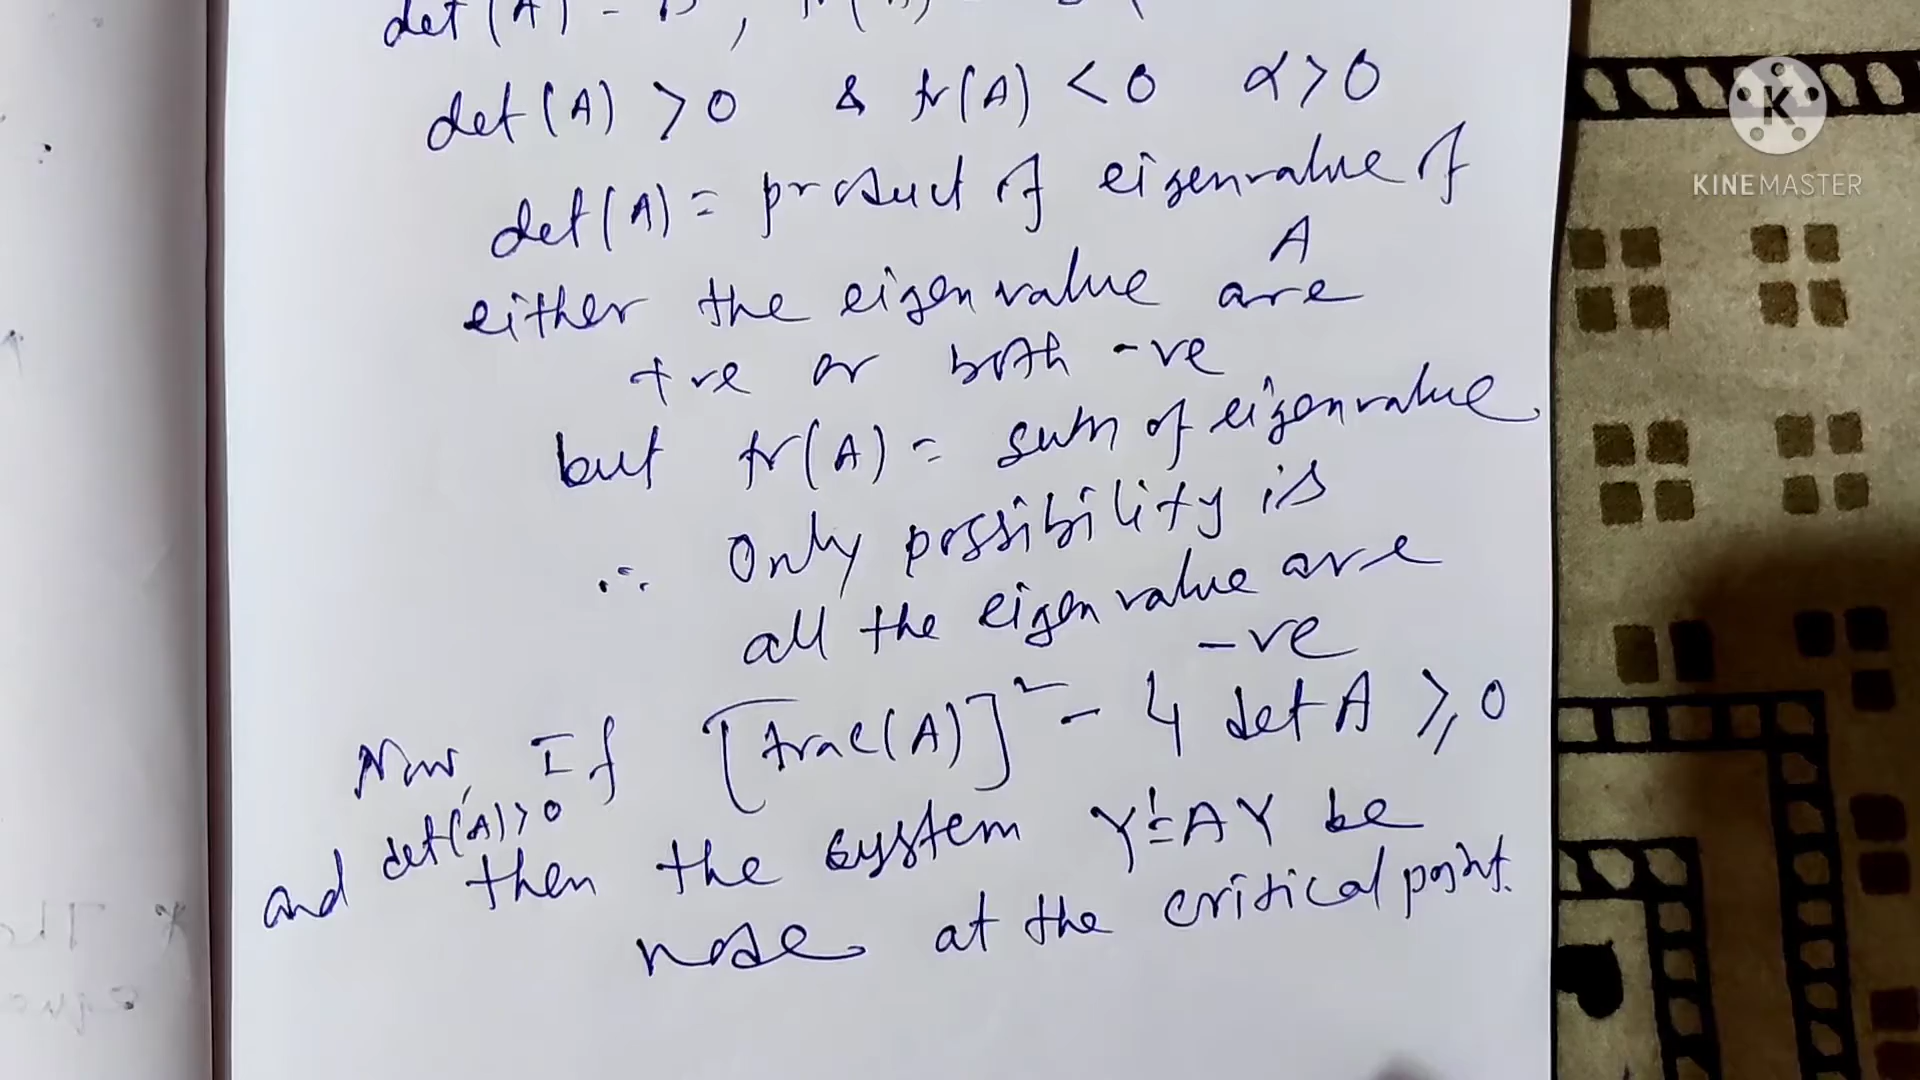 det(A) > 0 & tr(A) < 0 α > 0
det(A) = product of eigenvalue of
A
either the eigen value are
+ve or both -ve
but tr(A) = sum of eigenvalue
∴ Only possibility is
all the eigen value are
-ve
Now, If [trac(A)]² - 4 det A ≥ 0
and det(A) > 0
then the system Y' = AY be
node at the critical point.
KINEMASTER